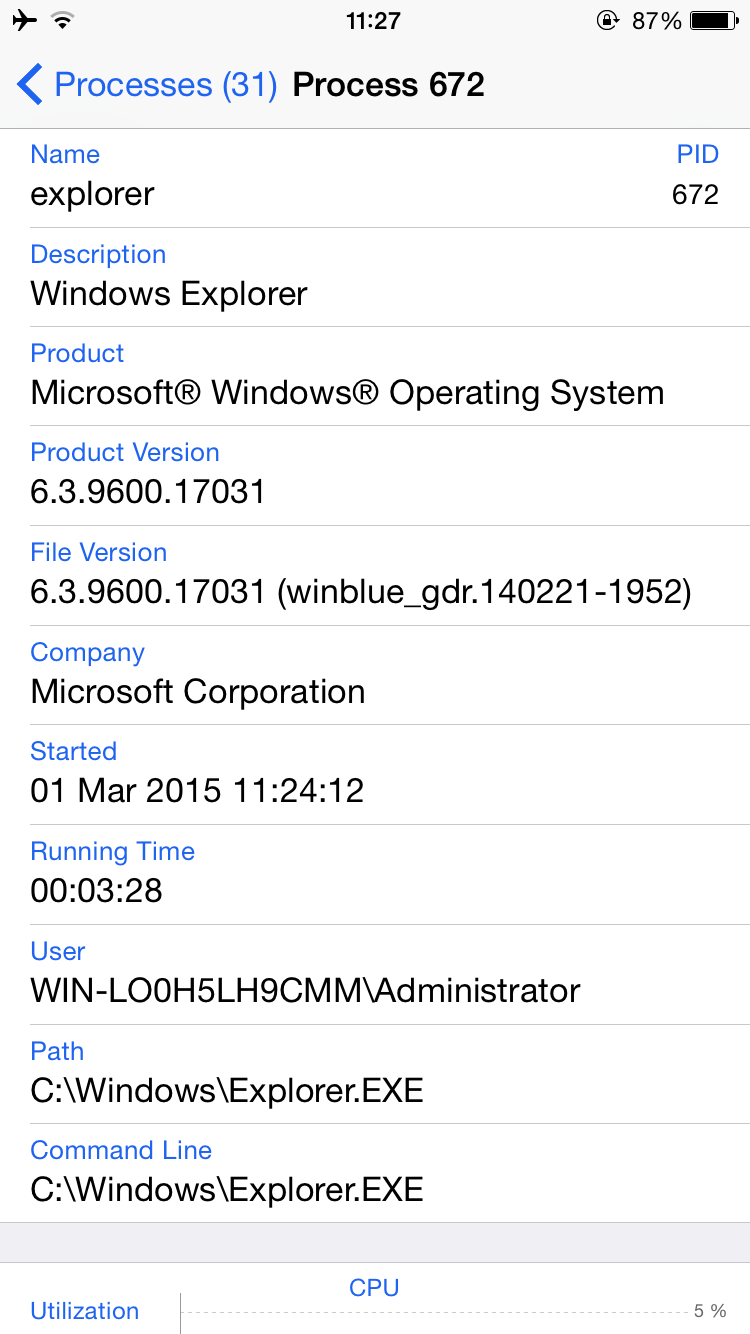 11:27 87%
Processes (31) Process 672
Name PID
explorer 672
Description
Windows Explorer
Product
Microsoft® Windows® Operating System
Product Version
6.3.9600.17031
File Version
6.3.9600.17031 (winblue_gdr.140221-1952)
Company
Microsoft Corporation
Started
01 Mar 2015 11:24:12
Running Time
00:03:28
User
WIN-LO0H5LH9CMM\Administrator
Path
C:\Windows\Explorer.EXE
Command Line
C:\Windows\Explorer.EXE
CPU
Utilization 5 %